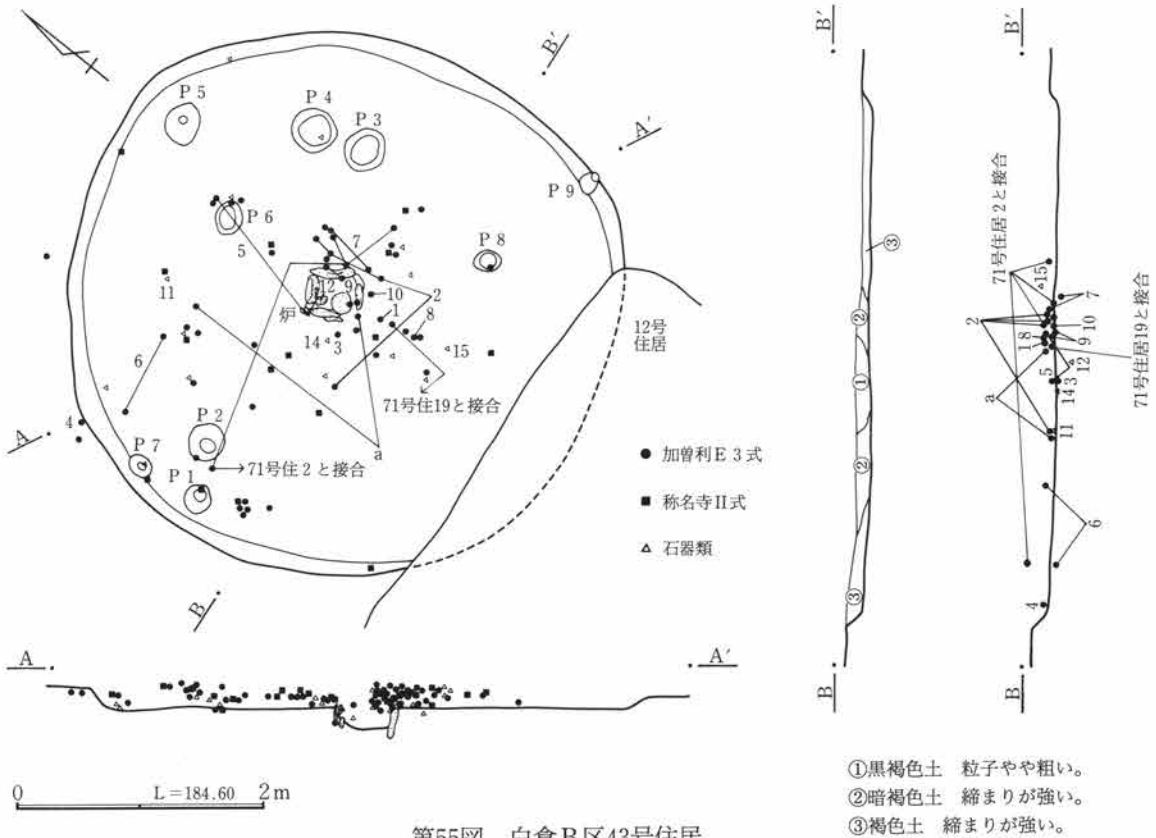 B′
P 5
P 4
P 3
A′
P 9
P 6
5
7
P 8
11
12
9
10
2
炉
1
8
14
3
15
12号
住居
6
71号住19と接合
4
A
P 2
a
P 7
→71号住 2 と接合
P 1
B
● 加曽利E 3 式
■ 称名寺II式
△ 石器類
A
A′
0
L＝184.60
2 m
B′
③
②
①
②
③
B
B′
71号住居 2 と接合
15
7
2
10
18
9
12
5
3
14
a
11
71号住居19と接合
6
4
B
①黒褐色土 粒子やや粗い。
②暗褐色土 締まりが強い。
③褐色土 締まりが強い。
第55図 白倉B区43号住居